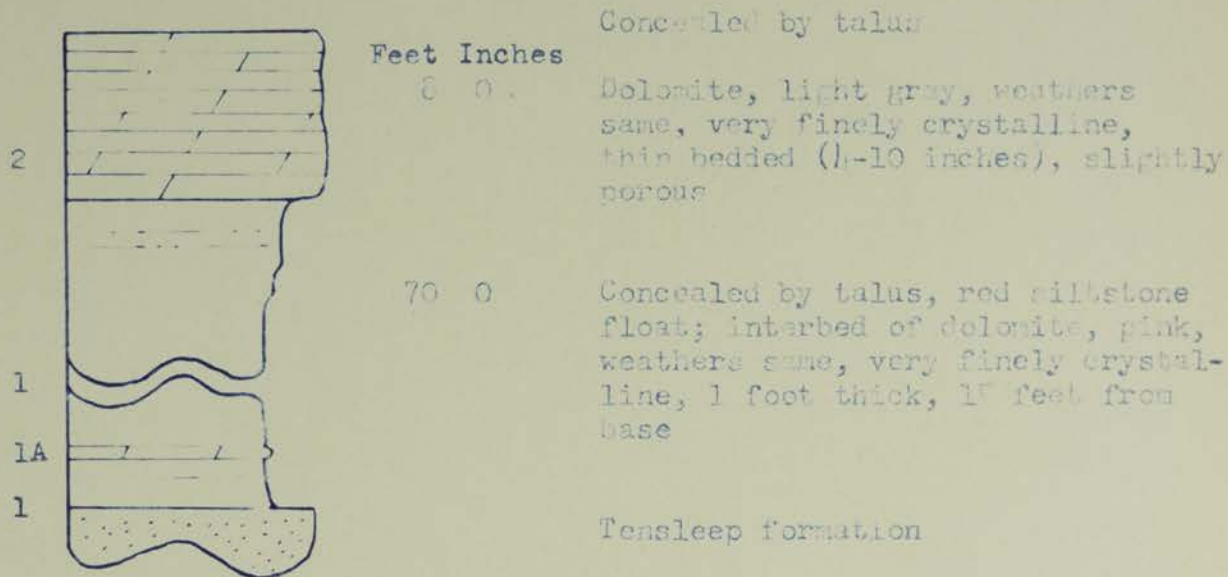 Concealed by talus
Feet Inches
0
Dolomite, light gray, weathers
same, very finely crystalline,
2
thin bedded (4-10 inches), slightly
porous
70 0
Concealed by talus, red siltstone
float; interbed of dolomite, pink,
weathers same, very finely crystal-
1
line, 1 foot thick, feet from
base
1A
1
Tensleep formation